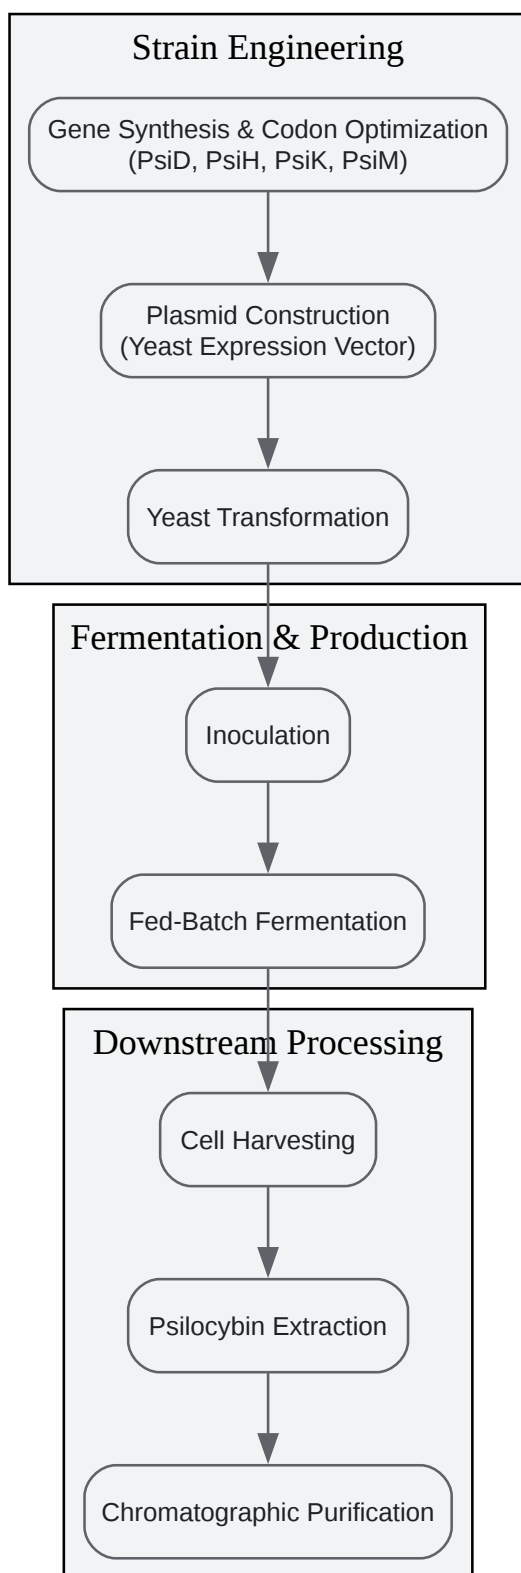 Strain Engineering
Gene Synthesis & Codon Optimization
(PsiD, PsiH, PsiK, PsiM)
Plasmid Construction
(Yeast Expression Vector)
Yeast Transformation
Fermentation & Production
Inoculation
Fed-Batch Fermentation
Downstream Processing
Cell Harvesting
Psilocybin Extraction
Chromatographic Purification